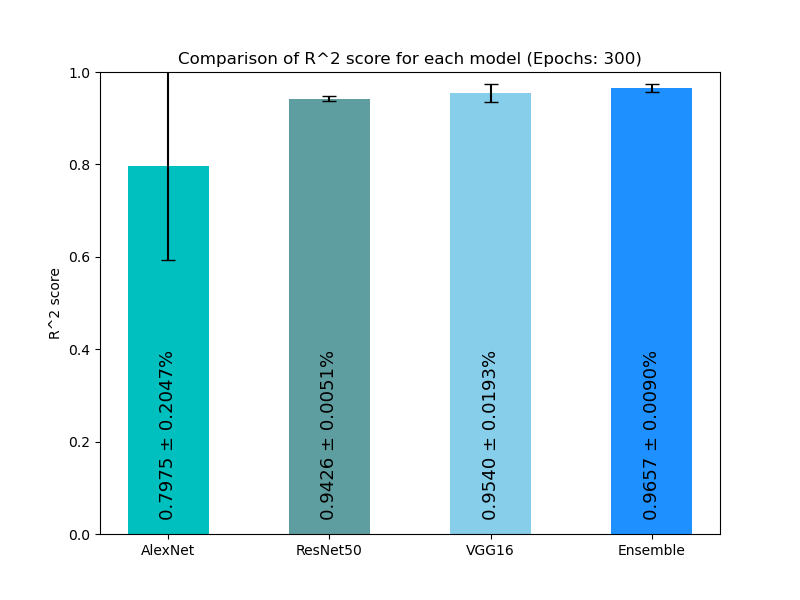 Comparison of R^2 score for each model (Epochs: 300)
R^2 score
1.0
0.8
0.6
0.4
0.2
0.0
0.7975 ± 0.2047%
0.9426 ± 0.0051%
0.9540 ± 0.0193%
0.9657 ± 0.0090%
AlexNet
ResNet50
VGG16
Ensemble